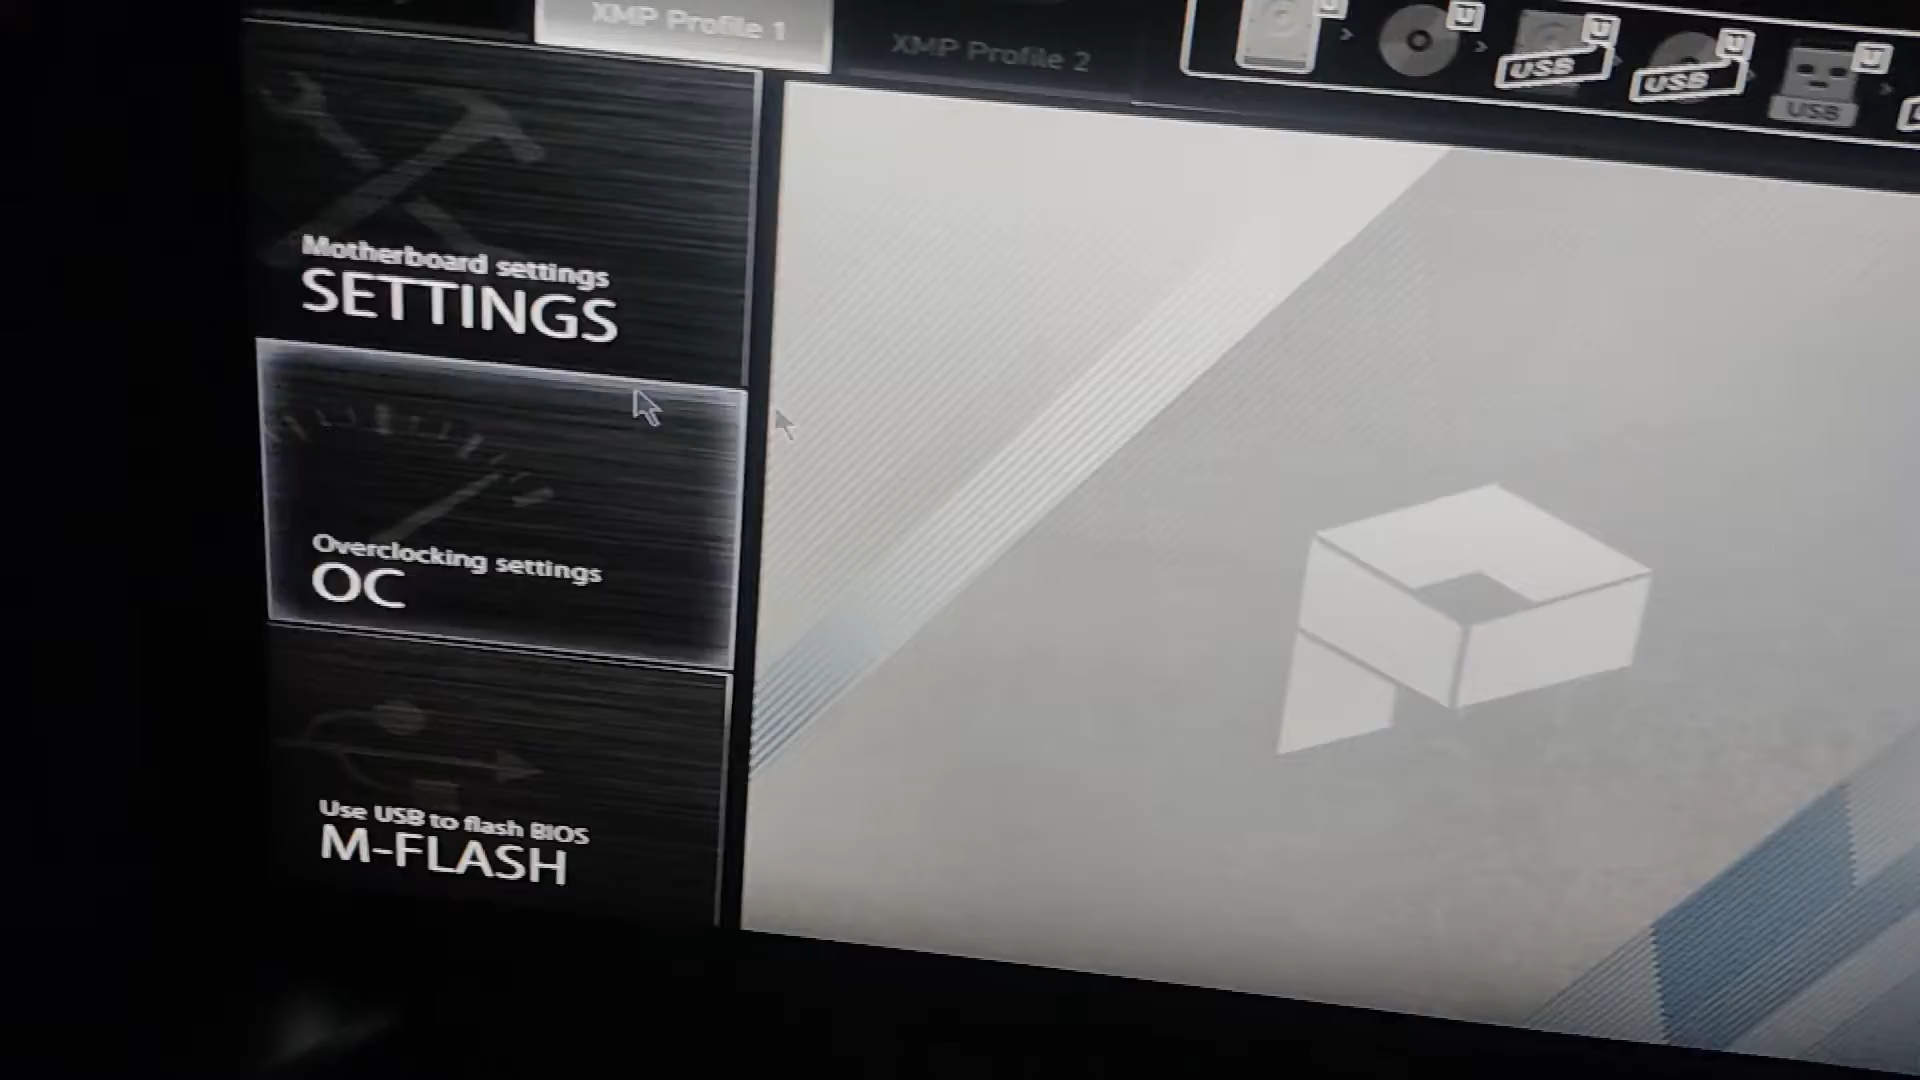 XMP Profile 1
XMP Profile 2
U
U
U
U
U
USB
USB
USB
Motherboard settings
SETTINGS
Overclocking settings
OC
Use USB to flash BIOS
M-FLASH